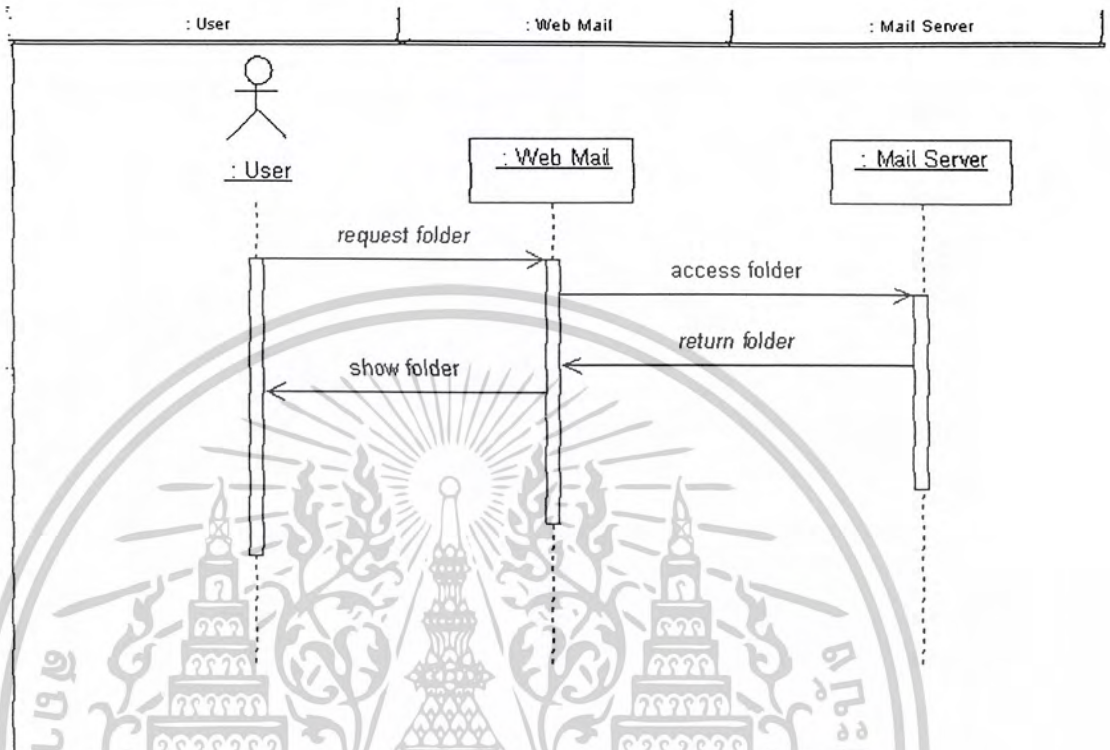 : User : Web Mail : Mail Server
: User
: Web Mail
: Mail Server
request folder
access folder
return folder
show folder